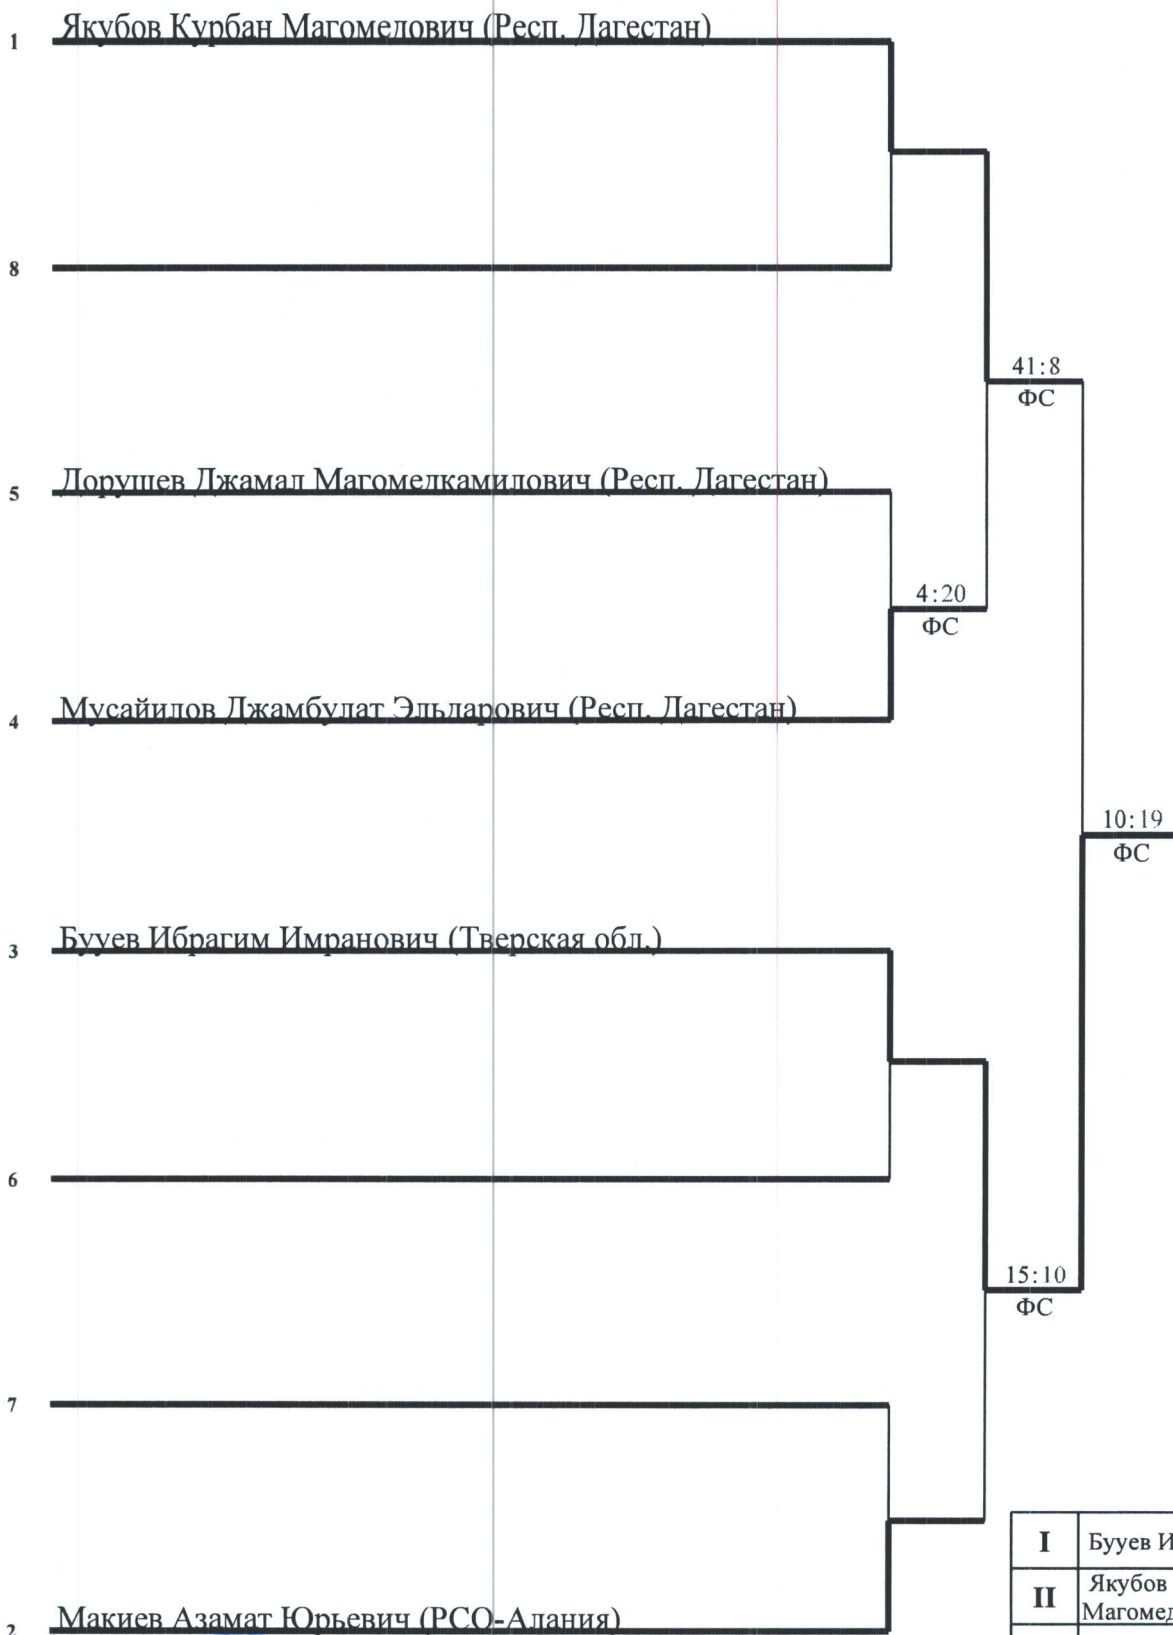 1 Якубов Курбан Магомедович (Респ. Дагестан)
8
41:8
ФС
5 Дорушев Джамал Магомедкамилович (Респ. Дагестан)
4:20
ФС
4 Мусайилов Джамбулат Эльдарович (Респ. Дагестан)
10:19
ФС
3 Бууев Ибрагим Имранович (Тверская обл.)
6
15:10
ФС
7
I Бууев И
II Якубов
Магомед
2 Макиев Азамат Юрьевич (РСО-Алания)